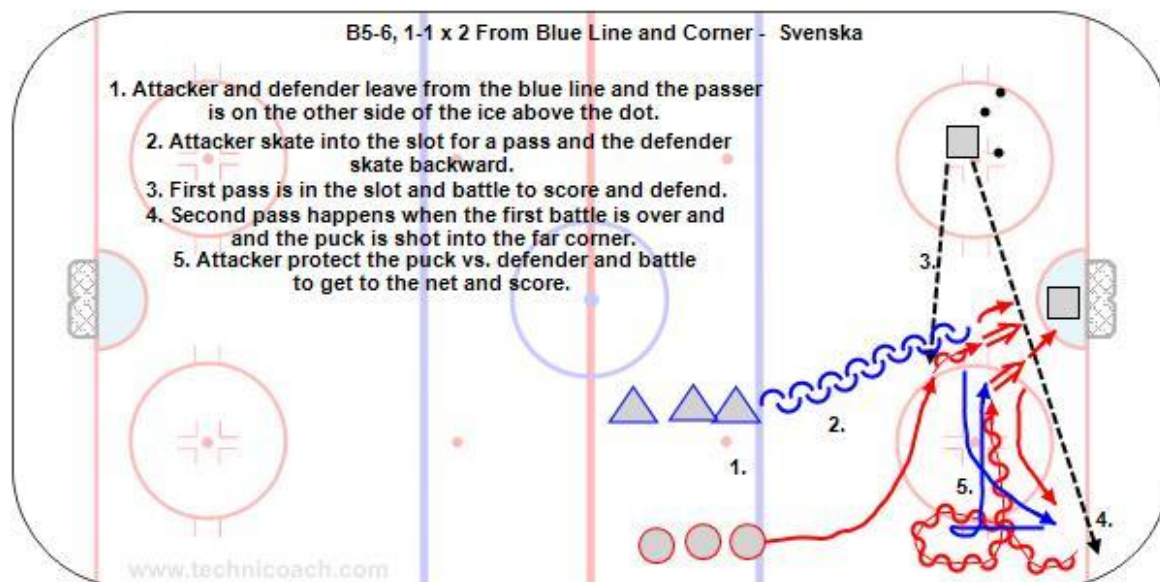 B5-6, 1-1 x 2 From Blue Line and Corner - Svenska
1. Attacker and defender leave from the blue line and the passer
is on the other side of the ice above the dot.
2. Attacker skate into the slot for a pass and the defender
skate backward.
3. First pass is in the slot and battle to score and defend.
4. Second pass happens when the first battle is over and
and the puck is shot into the far corner.
5. Attacker protect the puck vs. defender and battle
to get to the net and score.
3.
2.
1.
5.
4.
www.technicoach.com